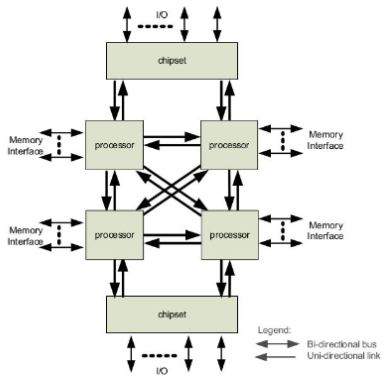 I/O
chipset
Memory
Interface
processor
processor
Memory
Interface
Memory
Interface
processor
processor
Memory
Interface
chipset
I/O
Legend:
Bi-directional bus
Uni-directional link